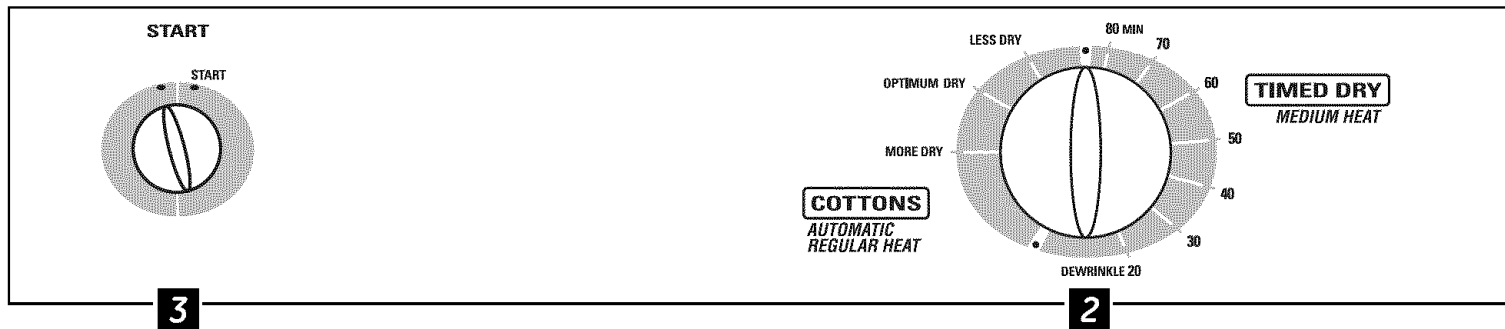 START
START
3
LESS DRY
OPTIMUM DRY
MORE DRY
COTTONS
AUTOMATIC
REGULAR HEAT
80 MIN
70
60
50
40
30
DEWRINKLE 20
TIMED DRY
MEDIUM HEAT
2